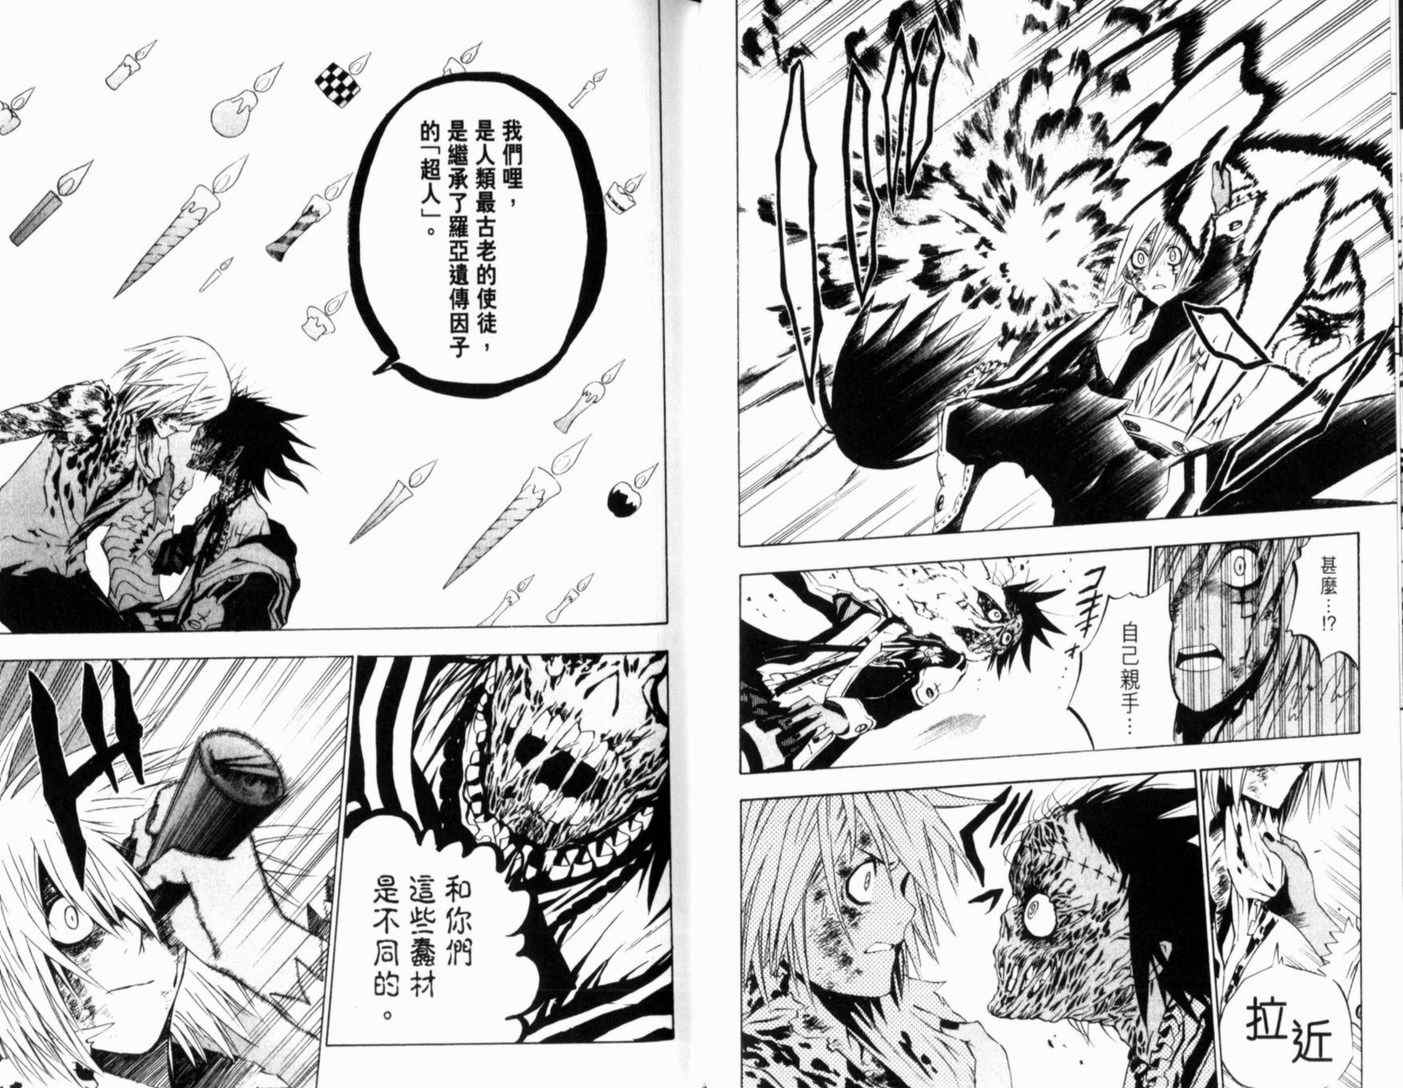 甚麼…!?
自己親手…
拉近
我們哩，
是人類最古老的使徒，
是繼承了羅亞遺傳因子
的「超人」。
和你們
這些蠢材
是不同的。